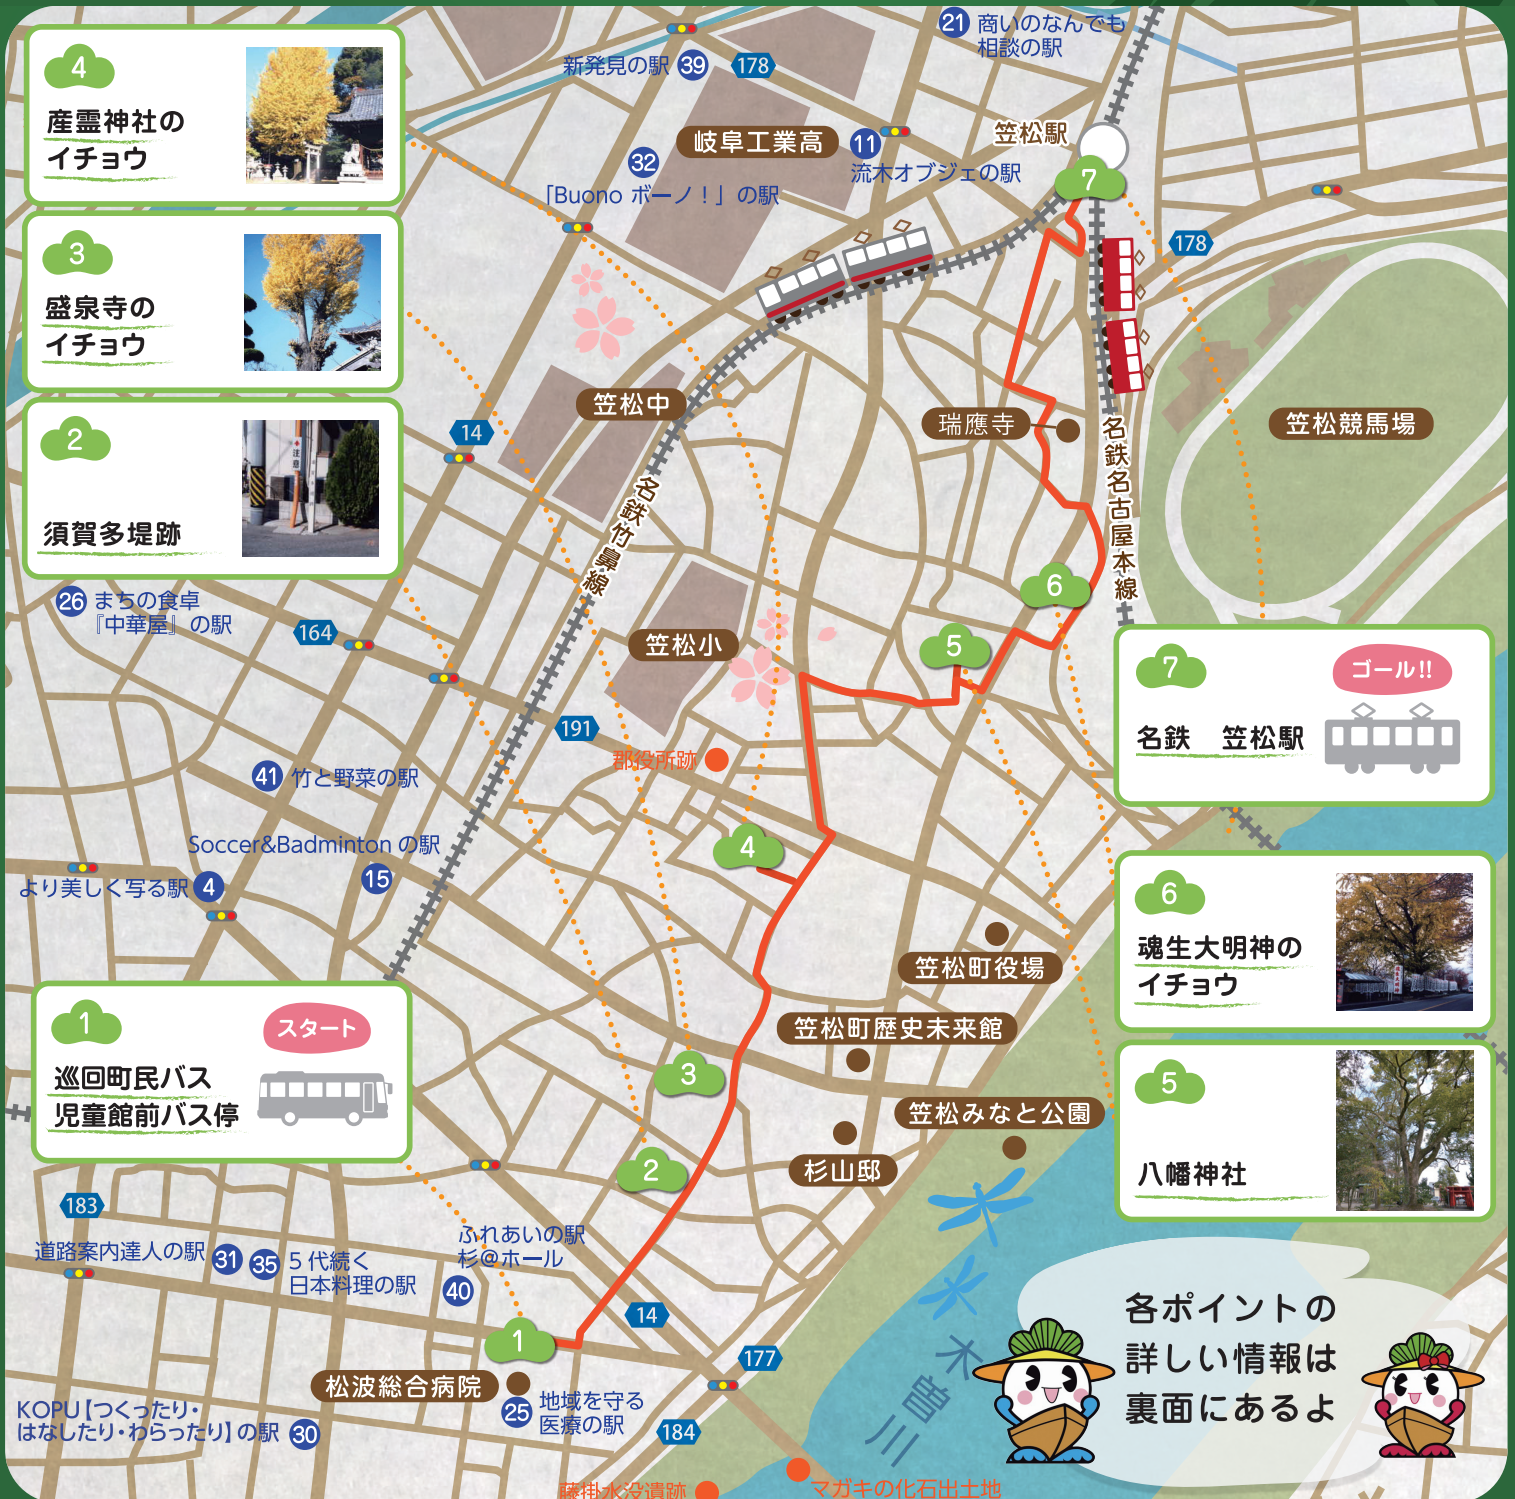 4
産霊神社の
イチョウ
3
盛泉寺の
イチョウ
2
須賀多堤跡
注意
新発見の駅 39
178
21 商いのなんでも
相談の駅
岐阜工業高
11
流木オブジェの駅
笠松駅
7
32
「Buono ボーノ！」の駅
178
笠松中
14
瑞應寺
笠松競馬場
名鉄名古屋本線
名鉄竹鼻線
6
5
26 まちの食卓
『中華屋』の駅
164
笠松小
191
郡役所跡
7
ゴール!!
名鉄 笠松駅
41 竹と野菜の駅
Soccer&Badminton の駅
15
より美しく写る駅 4
4
6
魂生大明神の
イチョウ
笠松町役場
笠松町歴史未来館
1
スタート
巡回町民バス
児童館前バス停
3
笠松みなと公園
5
八幡神社
2
杉山邸
183
道路案内達人の駅 31
35 5代続く
日本料理の駅
ふれあいの駅
杉@ホール
40
1
14
177
松波総合病院
25 地域を守る
医療の駅
184
KOPU【つくったり・
はなしたり・わらったり】の駅 30
木曽川
各ポイントの
詳しい情報は
裏面にあるよ
藤掛水没遺跡
マガキの化石出土地